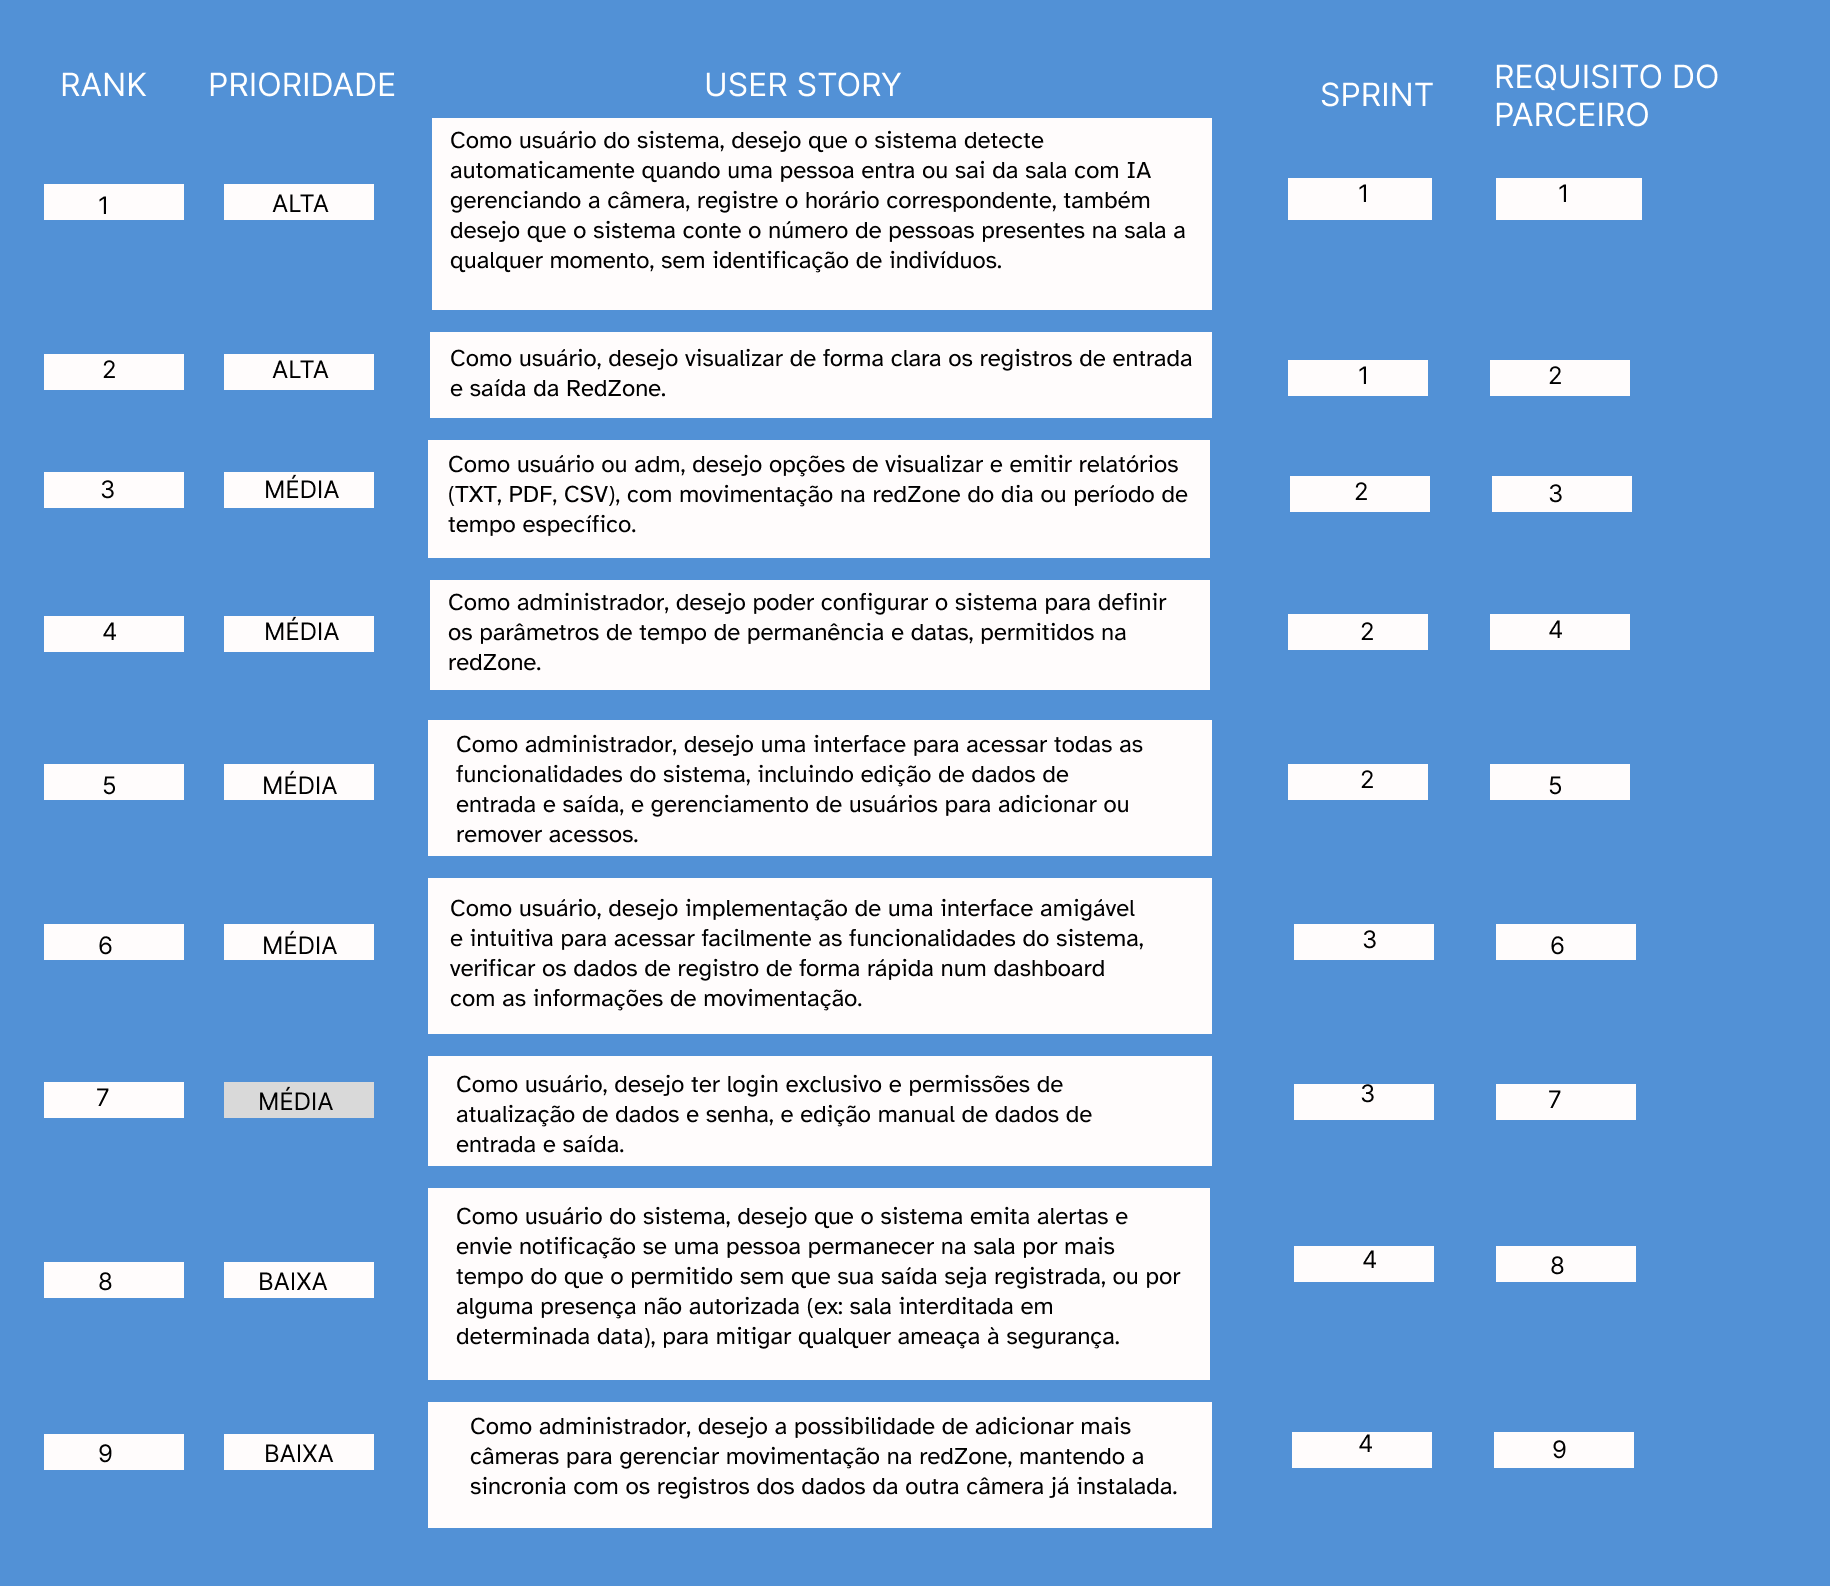 RANK
PRIORIDADE
USER STORY
SPRINT
REQUISITO DO
PARCEIRO
1
ALTA
Como usuário do sistema, desejo que o sistema detecte
automaticamente quando uma pessoa entra ou sai da sala com IA
gerenciando a câmera, registre o horário correspondente, também
desejo que o sistema conte o número de pessoas presentes na sala a
qualquer momento, sem identificação de indivíduos.
1
1
2
ALTA
Como usuário, desejo visualizar de forma clara os registros de entrada
e saída da RedZone.
1
2
3
MÉDIA
Como usuário ou adm, desejo opções de visualizar e emitir relatórios
(TXT, PDF, CSV), com movimentação na redZone do dia ou período de
tempo específico.
2
3
4
MÉDIA
Como administrador, desejo poder configurar o sistema para definir
os parâmetros de tempo de permanência e datas, permitidos na
redZone.
2
4
5
MÉDIA
Como administrador, desejo uma interface para acessar todas as
funcionalidades do sistema, incluindo edição de dados de
entrada e saída, e gerenciamento de usuários para adicionar ou
remover acessos.
2
5
6
MÉDIA
Como usuário, desejo implementação de uma interface amigável
e intuitiva para acessar facilmente as funcionalidades do sistema,
verificar os dados de registro de forma rápida num dashboard
com as informações de movimentação.
3
6
7
MÉDIA
Como usuário, desejo ter login exclusivo e permissões de
atualização de dados e senha, e edição manual de dados de
entrada e saída.
3
7
8
BAIXA
Como usuário do sistema, desejo que o sistema emita alertas e
envie notificação se uma pessoa permanecer na sala por mais
tempo do que o permitido sem que sua saída seja registrada, ou por
alguma presença não autorizada (ex: sala interditada em
determinada data), para mitigar qualquer ameaça à segurança.
4
8
9
BAIXA
Como administrador, desejo a possibilidade de adicionar mais
câmeras para gerenciar movimentação na redZone, mantendo a
sincronia com os registros dos dados da outra câmera já instalada.
4
9